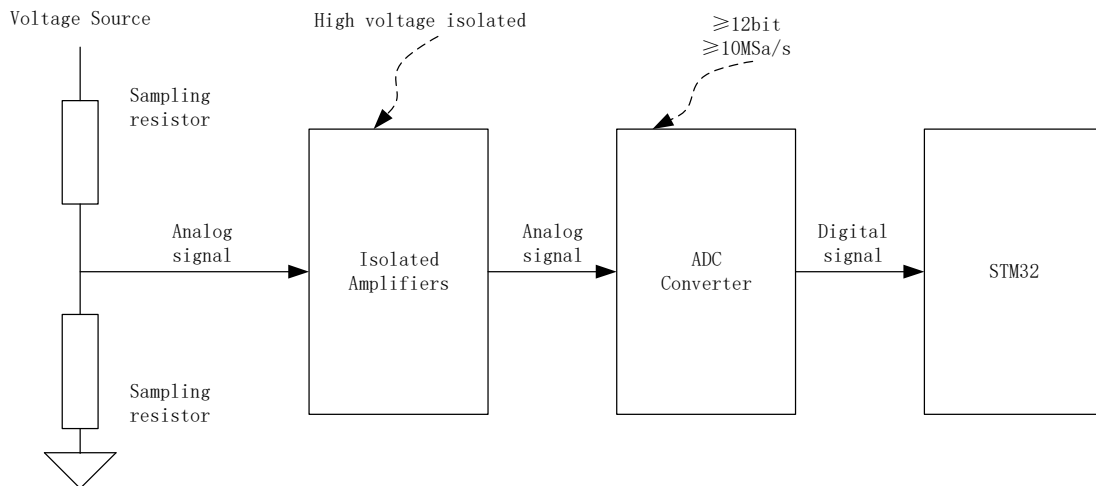 Voltage Source
High voltage isolated
≥12bit
≥10MSa/s
Sampling
resistor
Analog
signal
Isolated
Amplifiers
Analog
signal
ADC
Converter
Digital
signal
STM32
Sampling
resistor